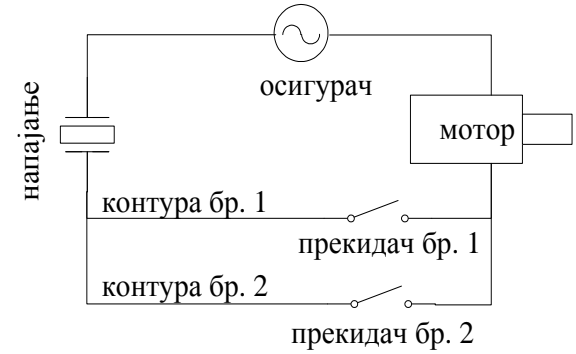 осигурач
напајање
мотор
контура бр. 1
прекидач бр. 1
контура бр. 2
прекидач бр. 2